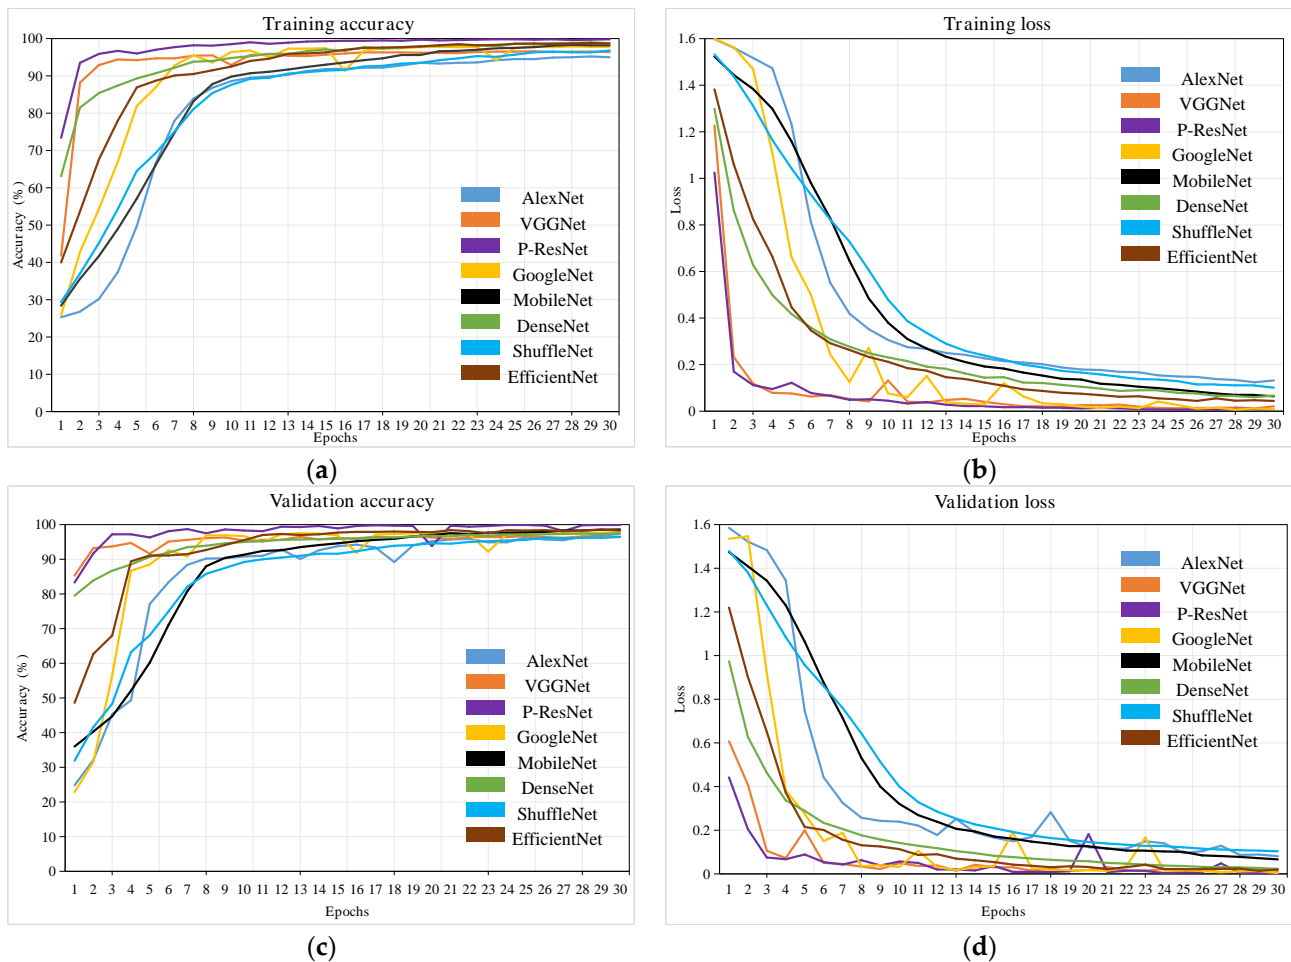 Training accuracy
100
90
80
70
60
50
40
30
20
10
0
Accuracy (%)
AlexNet
VGGNet
P-ResNet
GoogleNet
MobileNet
DenseNet
ShuffleNet
EfficientNet
1 2 3 4 5 6 7 8 9 10 11 12 13 14 15 16 17 18 19 20 21 22 23 24 25 26 27 28 29 30
Epochs
(a)
Training loss
1.6
1.4
1.2
1
0.8
0.6
0.4
0.2
0
Loss
AlexNet
VGGNet
P-ResNet
GoogleNet
MobileNet
DenseNet
ShuffleNet
EfficientNet
1 2 3 4 5 6 7 8 9 10 11 12 13 14 15 16 17 18 19 20 21 22 23 24 25 26 27 28 29 30
Epochs
(b)
Validation accuracy
100
90
80
70
60
50
40
30
20
10
0
Accuracy (%)
AlexNet
VGGNet
P-ResNet
GoogleNet
MobileNet
DenseNet
ShuffleNet
EfficientNet
1 2 3 4 5 6 7 8 9 10 11 12 13 14 15 16 17 18 19 20 21 22 23 24 25 26 27 28 29 30
Epochs
(c)
Validation loss
1.6
1.4
1.2
1
0.8
0.6
0.4
0.2
0
Loss
AlexNet
VGGNet
P-ResNet
GoogleNet
MobileNet
DenseNet
ShuffleNet
EfficientNet
1 2 3 4 5 6 7 8 9 10 11 12 13 14 15 16 17 18 19 20 21 22 23 24 25 26 27 28 29 30
Epochs
(d)